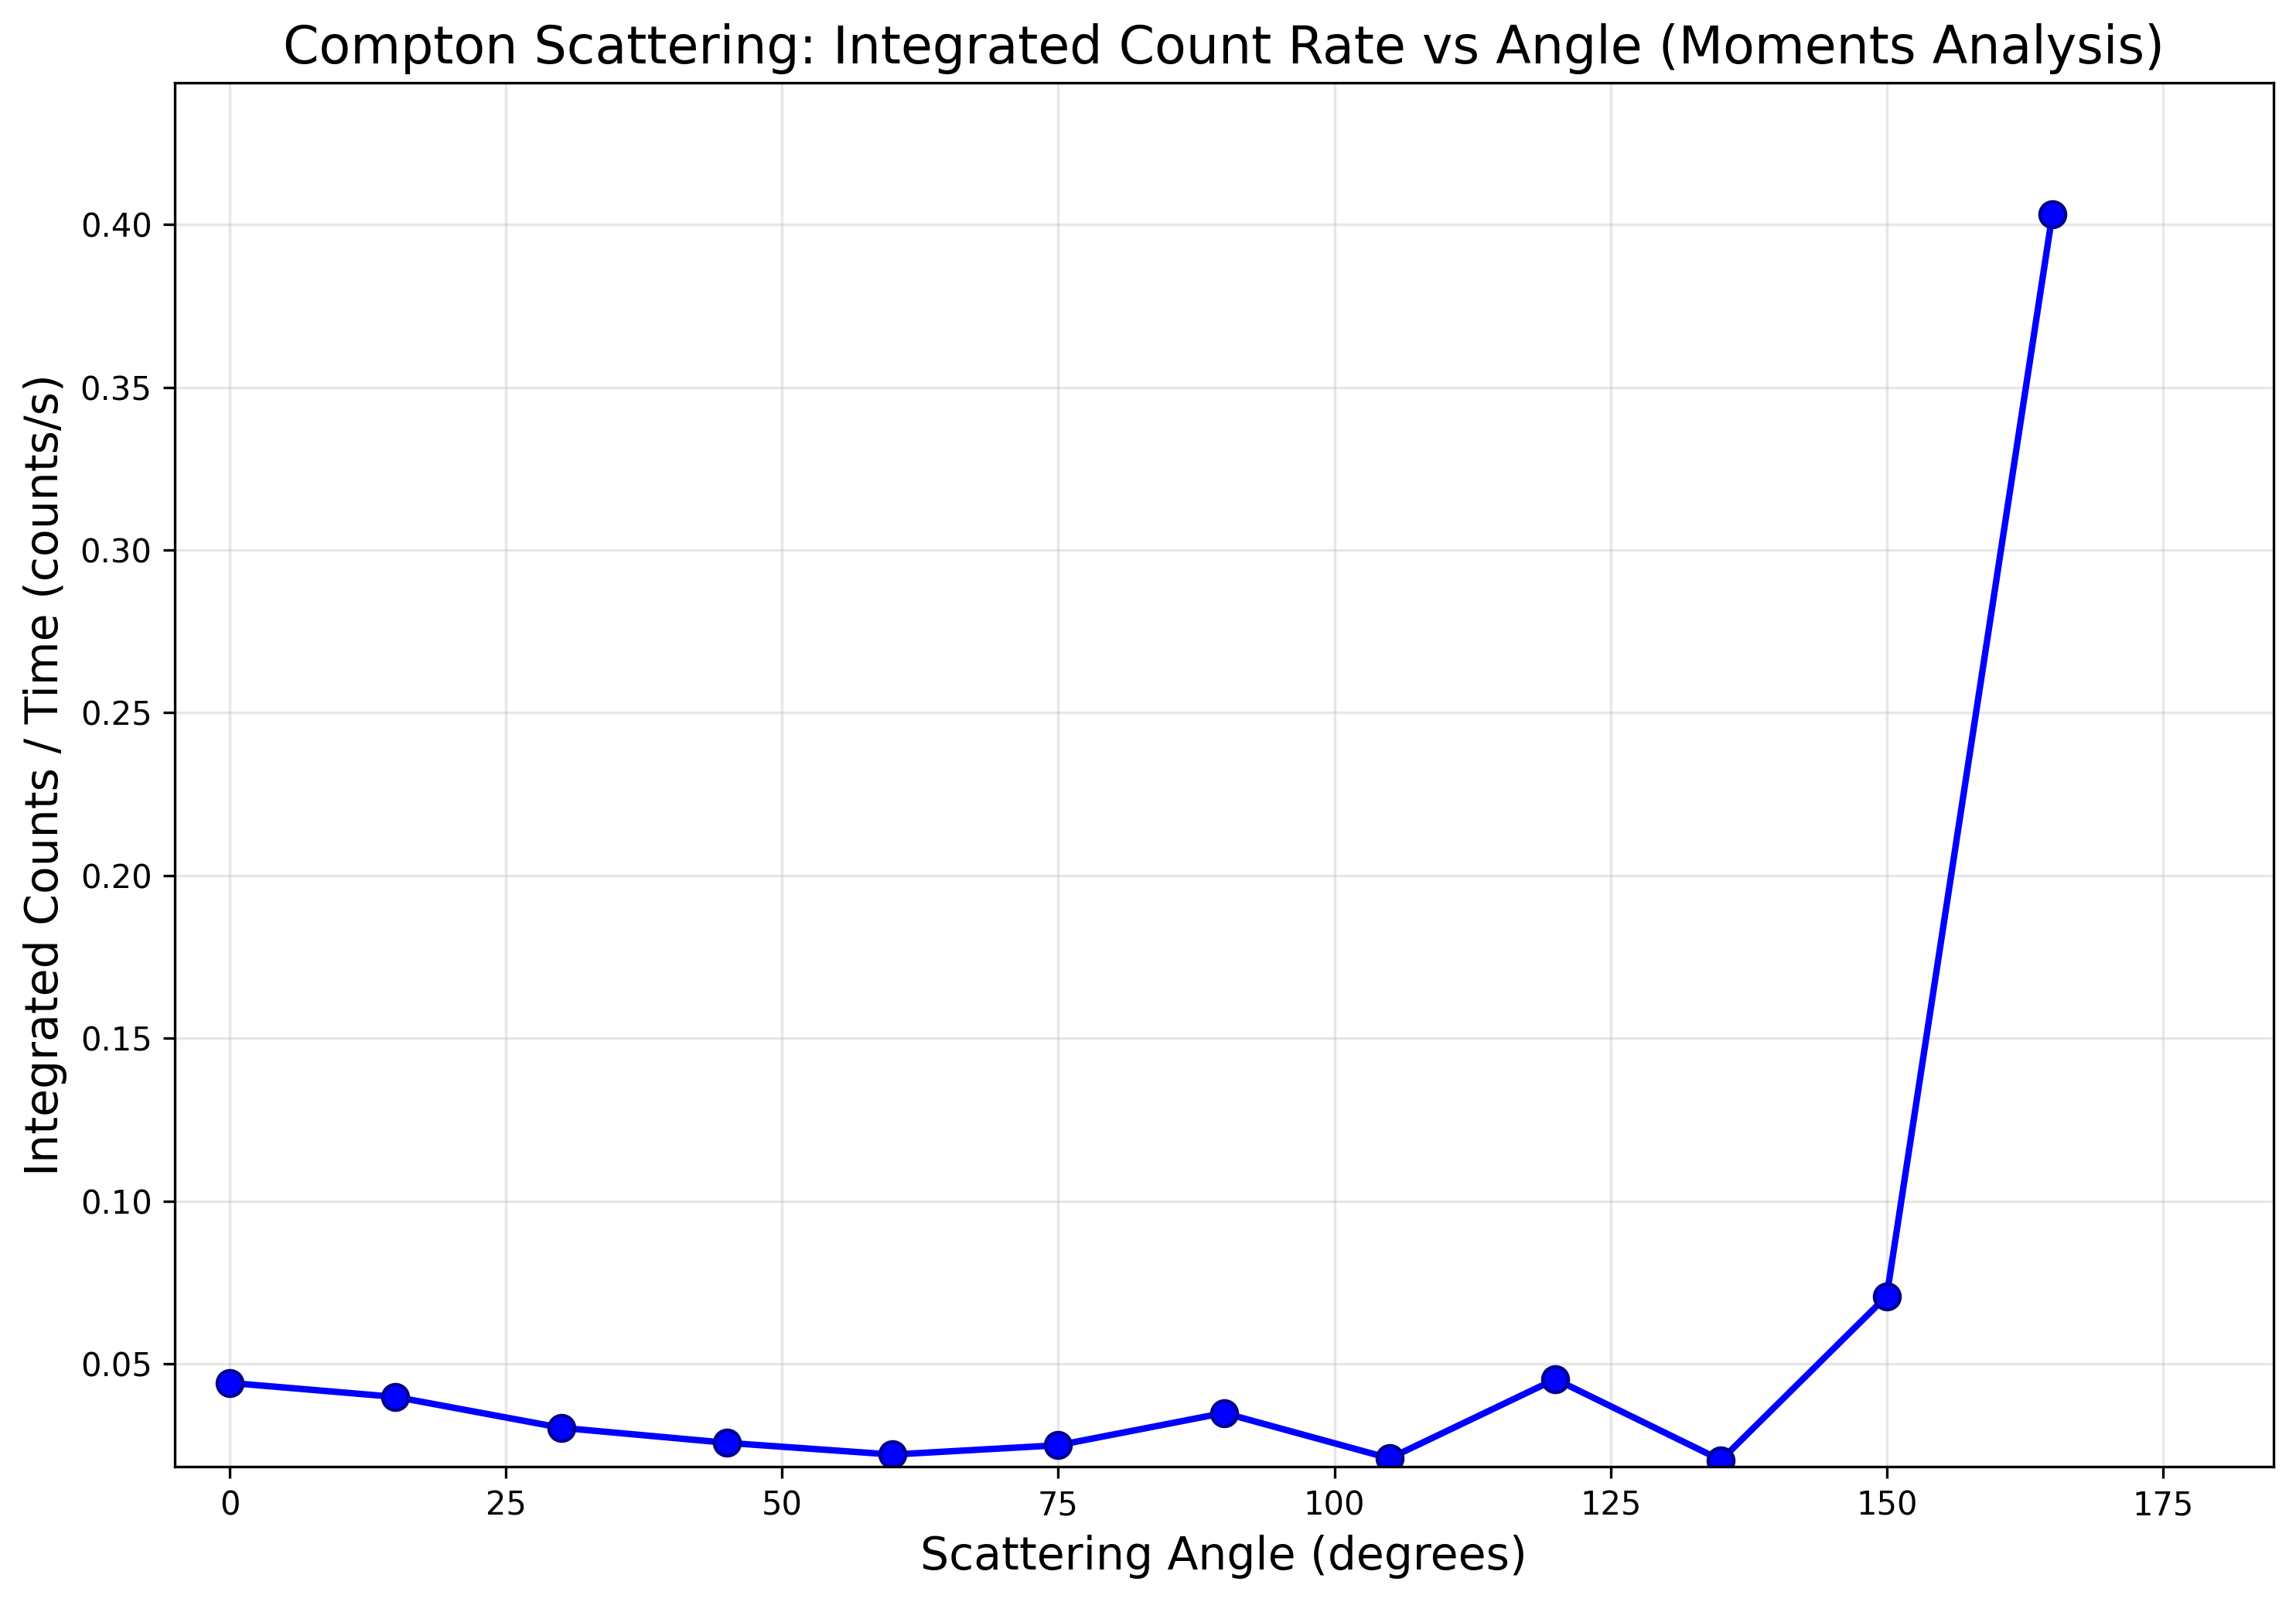 Compton Scattering: Integrated Count Rate vs Angle (Moments Analysis)
Integrated Counts / Time (counts/s)
0.40
0.35
0.30
0.25
0.20
0.15
0.10
0.05
0 25 50 75 100 125 150 175
Scattering Angle (degrees)